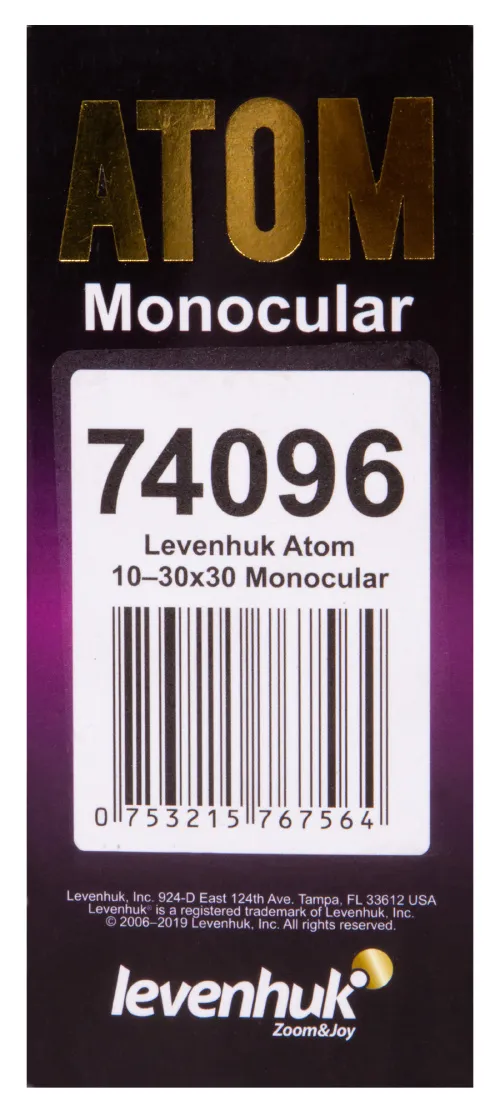 ATOM
Monocular
74096
Levenhuk Atom
10–30x30 Monocular
0 753215 767564
Levenhuk, Inc. 924-D East 124th Ave. Tampa, FL 33612 USA
Levenhuk® is a registered trademark of Levenhuk, Inc.
© 2006–2019 Levenhuk, Inc. All rights reserved.
levenhuk
Zoom&Joy